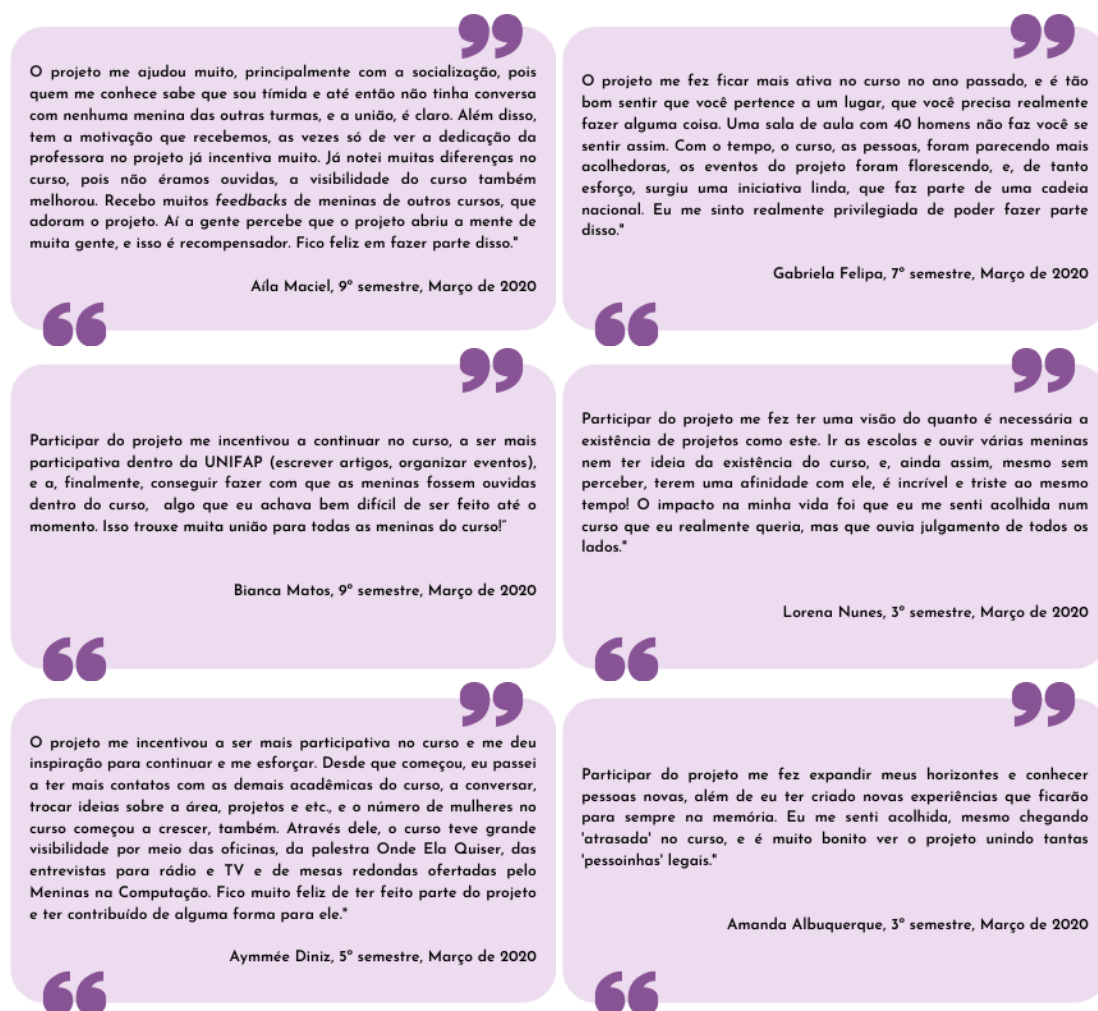 ”
O projeto me ajudou muito, principalmente com a socialização, pois
quem me conhece sabe que sou tímida e até então não tinha conversa
com nenhuma menina das outras turmas, e a união, é claro. Além disso,
tem a motivação que recebemos, as vezes só de ver a dedicação da
professora no projeto já incentiva muito. Já notei muitas diferenças no
curso, pois não éramos ouvidas, a visibilidade do curso também
melhorou. Recebo muitos feedbacks de meninas de outros cursos, que
adoram o projeto. Aí a gente percebe que o projeto abriu a mente de
muita gente, e isso é recompensador. Fico feliz em fazer parte disso."
Aíla Maciel, 9º semestre, Março de 2020
“
”
O projeto me fez ficar mais ativa no curso no ano passado, e é tão
bom sentir que você pertence a um lugar, que você precisa realmente
fazer alguma coisa. Uma sala de aula com 40 homens não faz você se
sentir assim. Com o tempo, o curso, as pessoas, foram parecendo mais
acolhedoras, os eventos do projeto foram florescendo, e, de tanto
esforço, surgiu uma iniciativa linda, que faz parte de uma cadeia
nacional. Eu me sinto realmente privilegiada de poder fazer parte
disso."
Gabriela Felipa, 7º semestre, Março de 2020
“
”
Participar do projeto me incentivou a continuar no curso, a ser mais
participativa dentro da UNIFAP (escrever artigos, organizar eventos),
e a, finalmente, conseguir fazer com que as meninas fossem ouvidas
dentro do curso, algo que eu achava bem difícil de ser feito até o
momento. Isso trouxe muita união para todas as meninas do curso!"
Bianca Matos, 9º semestre, Março de 2020
“
”
Participar do projeto me fez ter uma visão do quanto é necessária a
existência de projetos como este. Ir as escolas e ouvir várias meninas
nem ter ideia da existência do curso, e, ainda assim, mesmo sem
perceber, terem uma afinidade com ele, é incrível e triste ao mesmo
tempo! O impacto na minha vida foi que eu me senti acolhida num
curso que eu realmente queria, mas que ouvia julgamento de todos os
lados."
Lorena Nunes, 3º semestre, Março de 2020
“
”
O projeto me incentivou a ser mais participativa no curso e me deu
inspiração para continuar e me esforçar. Desde que começou, eu passei
a ter mais contatos com as demais acadêmicas do curso, a conversar,
trocar ideias sobre a área, projetos e etc., e o número de mulheres no
curso começou a crescer, também. Através dele, o curso teve grande
visibilidade por meio das oficinas, da palestra Onde Ela Quiser, das
entrevistas para rádio e TV e de mesas redondas ofertadas pelo
Meninas na Computação. Fico muito feliz de ter feito parte do projeto
e ter contribuído de alguma forma para ele."
Aymmée Diniz, 5º semestre, Março de 2020
“
”
Participar do projeto me fez expandir meus horizontes e conhecer
pessoas novas, além de eu ter criado novas experiências que ficarão
para sempre na memória. Eu me senti acolhida, mesmo chegando
'atrasada' no curso, e é muito bonito ver o projeto unindo tantas
'pessoinhas' legais."
Amanda Albuquerque, 3º semestre, Março de 2020
“